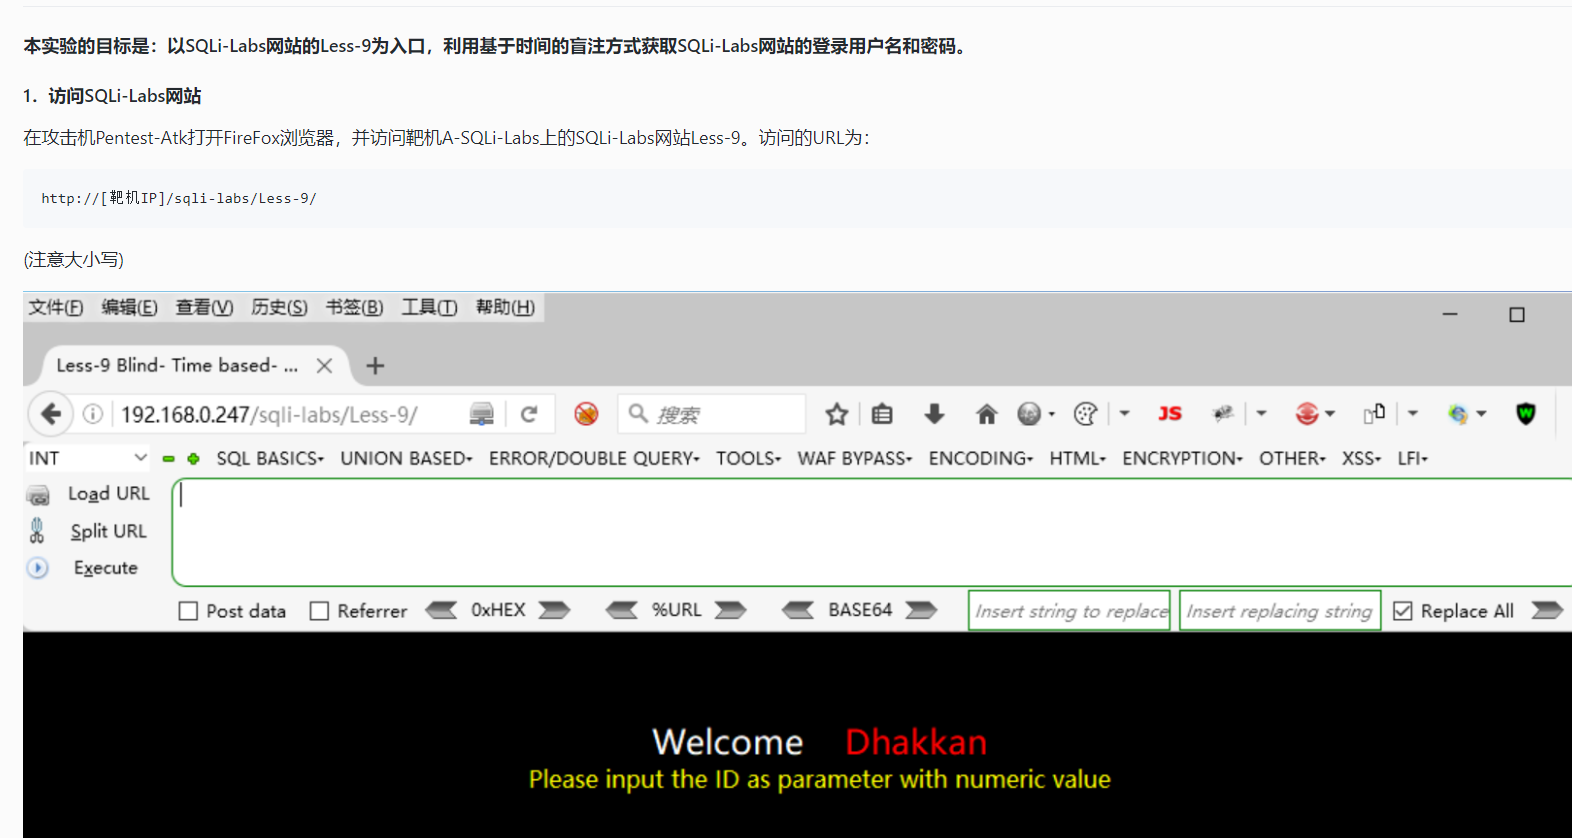 本实验的目标是：以SQLi-Labs网站的Less-9为入口，利用基于时间的盲注方式获取SQLi-Labs网站的登录用户名和密码。
1. 访问SQLi-Labs网站
在攻击机Pentest-Atk打开FireFox浏览器，并访问靶机A-SQLi-Labs上的SQLi-Labs网站Less-9。访问的URL为：
http://[靶机IP]/sqli-labs/Less-9/
(注意大小写)
文件(F) 编辑(E) 查看(V) 历史(S) 书签(B) 工具(T) 帮助(H)
Less-9 Blind- Time based- ...
192.168.0.247/sqli-labs/Less-9/ 搜索 JS
INT SQL BASICS UNION BASED ERROR/DOUBLE QUERY TOOLS WAF BYPASS ENCODING HTML ENCRYPTION OTHER XSS LFI
Load URL
Split URL
Execute
Post data Referrer 0xHEX %URL BASE64 Insert string to replace Insert replacing string Replace All
Welcome Dhakkan
Please input the ID as parameter with numeric value